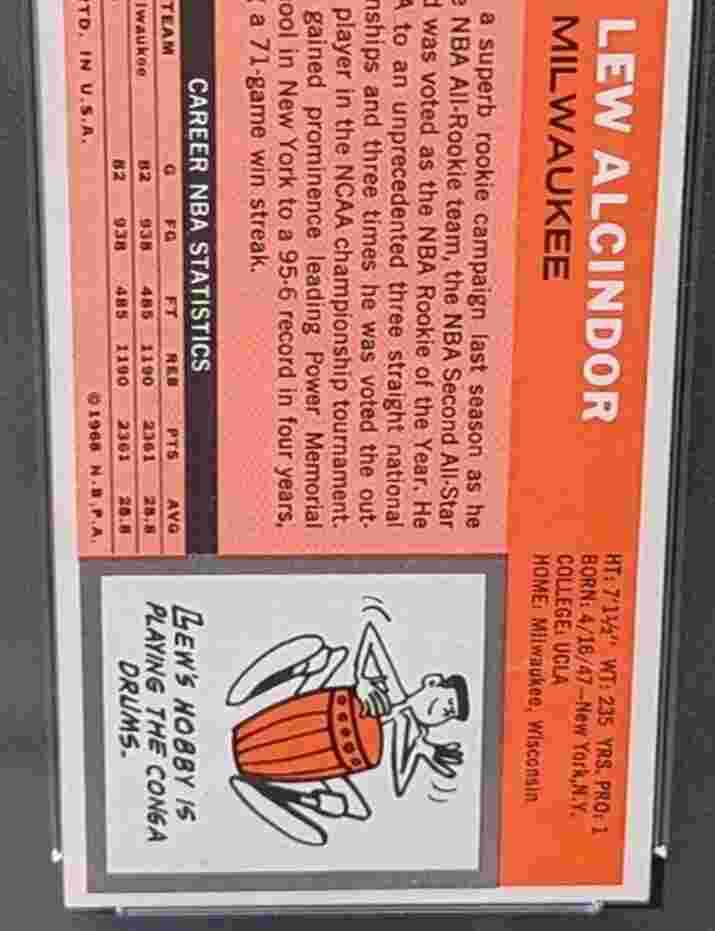 LEW ALCINDOR
MILWAUKEE
HT: 7'1½" WT: 235 YRS. PRO: 1
BORN: 4/16/47–New York, N.Y.
COLLEGE: UCLA
HOME: Milwaukee, Wisconsin
a superb rookie campaign last season as he
NBA All-Rookie team, the NBA Second All-Star
was voted as the NBA Rookie of the Year. He
to an unprecedented three straight national
nships and three times he was voted the out-
player in the NCAA championship tournament.
gained prominence leading Power Memorial
ool in New York to a 95-6 record in four years,
a 71-game win streak.
CAREER NBA STATISTICS
TEAM G FG FT REB PTS AVG
lwaukee 82 938 485 1190 2361 28.8
82 938 485 1190 2361 28.8
TD. IN U.S.A. ©1968 N.B.P.A.
LEW'S HOBBY IS
PLAYING THE CONGA
DRUMS.